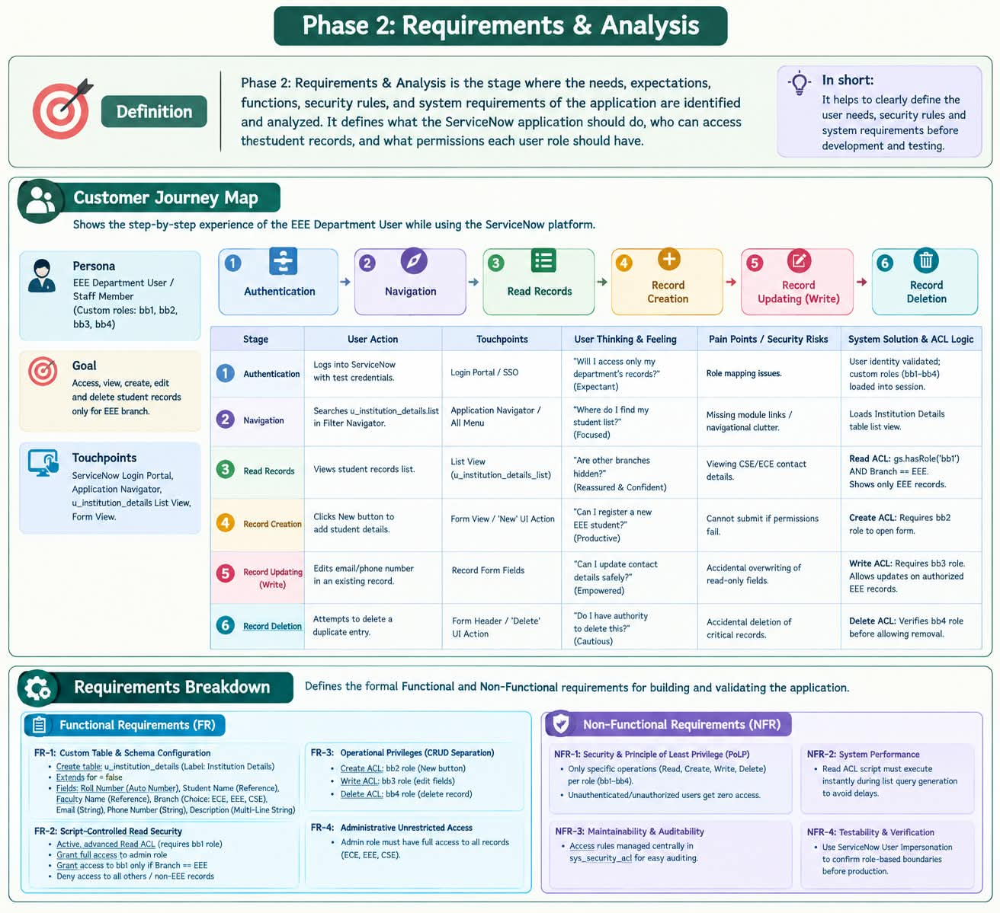 Phase 2: Requirements & Analysis
Definition
Phase 2: Requirements & Analysis is the stage where the needs, expectations,
functions, security rules, and system requirements of the application are identified
and analyzed. It defines what the ServiceNow application should do, who can access
thestudent records, and what permissions each user role should have.
In short:
It helps to clearly define the
user needs, security rules and
system requirements before
development and testing.
Customer Journey Map
Shows the step-by-step experience of the EEE Department User while using the ServiceNow platform.
Persona
EEE Department User /
Staff Member
(Custom roles: bb1, bb2,
bb3, bb4)
Goal
Access, view, create, edit
and delete student records
only for EEE branch.
Touchpoints
ServiceNow Login Portal,
Application Navigator,
u_institution_details List View,
Form View.
1
Authentication
2
Navigation
3
Read Records
4
Record
Creation
5
Record
Updating (Write)
6
Record
Deletion
Stage
User Action
Touchpoints
User Thinking & Feeling
Pain Points / Security Risks
System Solution & ACL Logic
1
Authentication
Logs into ServiceNow
with test credentials.
Login Portal / SSO
"Will I access only my
department's records?"
(Expectant)
Role mapping issues.
User identity validated;
custom roles (bb1-bb4)
loaded into session.
2
Navigation
Searches u_institution_details.list
in Filter Navigator.
Application Navigator /
All Menu
"Where do I find my
student list?"
(Focused)
Missing module links /
navigational clutter.
Loads Institution Details
table list view.
3
Read Records
Views student records list.
List View
(u_institution_details_list)
"Are other branches
hidden?"
(Reassured & Confident)
Viewing CSE/ECE contact
details.
Read ACL: gs.hasRole('bb1')
AND Branch == EEE.
Shows only EEE records.
4
Record Creation
Clicks New button to
add student details.
Form View / 'New' UI Action
"Can I register a new
EEE student?"
(Productive)
Cannot submit if permissions
fail.
Create ACL: Requires bb2
role to open form.
5
Record Updating
(Write)
Edits email/phone number
in an existing record.
Record Form Fields
"Can I update contact
details safely?"
(Empowered)
Accidental overwriting of
read-only fields.
Write ACL: Requires bb3 role.
Allows updates on authorized
EEE records.
6
Record Deletion
Attempts to delete a
duplicate entry.
Form Header / 'Delete'
UI Action
"Do I have authority
to delete this?"
(Cautious)
Accidental deletion of
critical records.
Delete ACL: Verifies bb4 role
before allowing removal.
Requirements Breakdown
Defines the formal Functional and Non-Functional requirements for building and validating the application.
Functional Requirements (FR)
FR-1: Custom Table & Schema Configuration
• Create table: u_institution_details (Label: Institution Details)
• Extends for = false
• Fields: Roll Number (Auto Number), Student Name (Reference),
Faculty Name (Reference), Branch (Choice: ECE, EEE, CSE),
Email (String), Phone Number (String), Description (Multi-Line String)
FR-2: Script-Controlled Read Security
• Active, advanced Read ACL (requires bb1 role)
• Grant full access to admin role
• Grant access to bb1 only if Branch == EEE
• Deny access to all others / non-EEE records
FR-3: Operational Privileges (CRUD Separation)
• Create ACL: bb2 role (New button)
• Write ACL: bb3 role (edit fields)
• Delete ACL: bb4 role (delete record)
FR-4: Administrative Unrestricted Access
• Admin role must have full access to all records
(ECE, EEE, CSE).
Non-Functional Requirements (NFR)
NFR-1: Security & Principle of Least Privilege (PoLP)
• Only specific operations (Read, Create, Write, Delete)
per role (bb1-bb4).
• Unauthenticated/unauthorized users get zero access.
NFR-2: System Performance
• Read ACL script must execute
instantly during list query generation
to avoid delays.
NFR-3: Maintainability & Auditability
• Access rules managed centrally in
sys_security_acl for easy auditing.
NFR-4: Testability & Verification
• Use ServiceNow User Impersonation
to confirm role-based boundaries
before production.